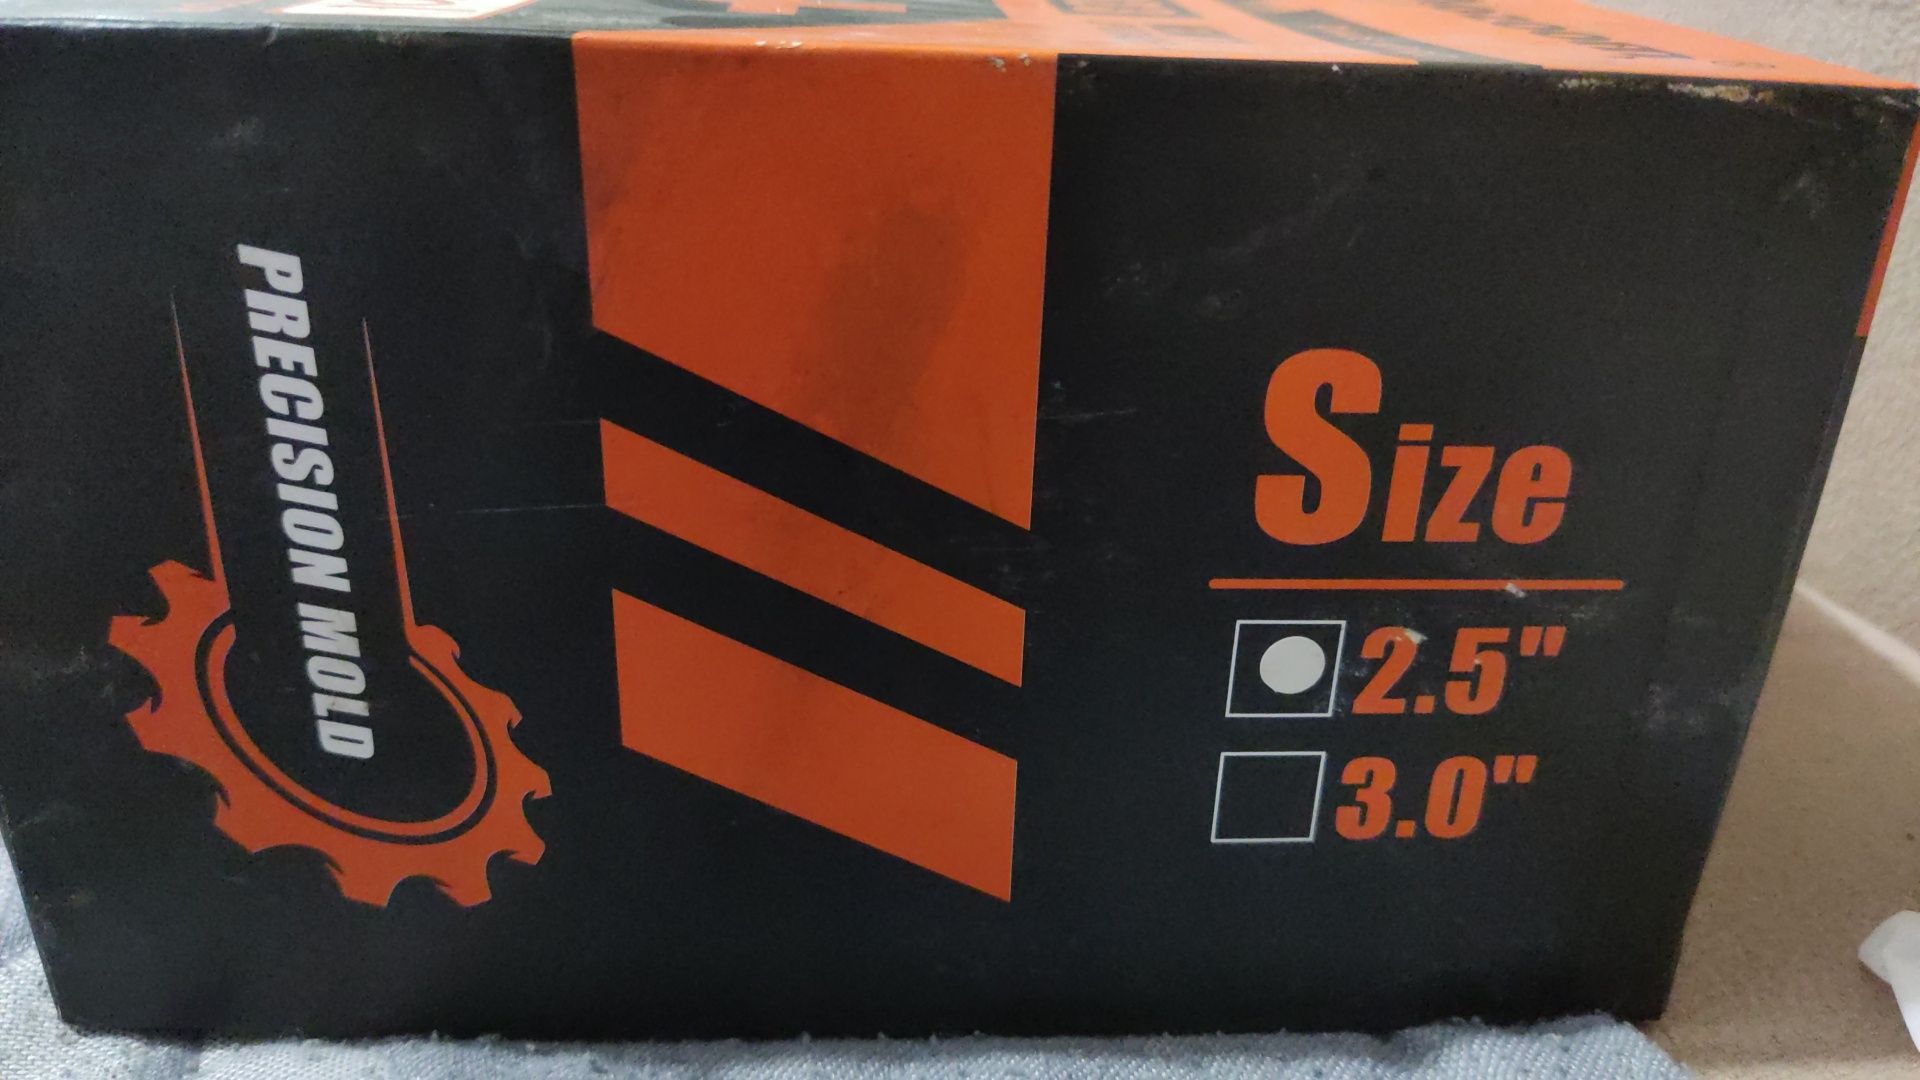 PRECISION MOLD
Size
2.5"
3.0"